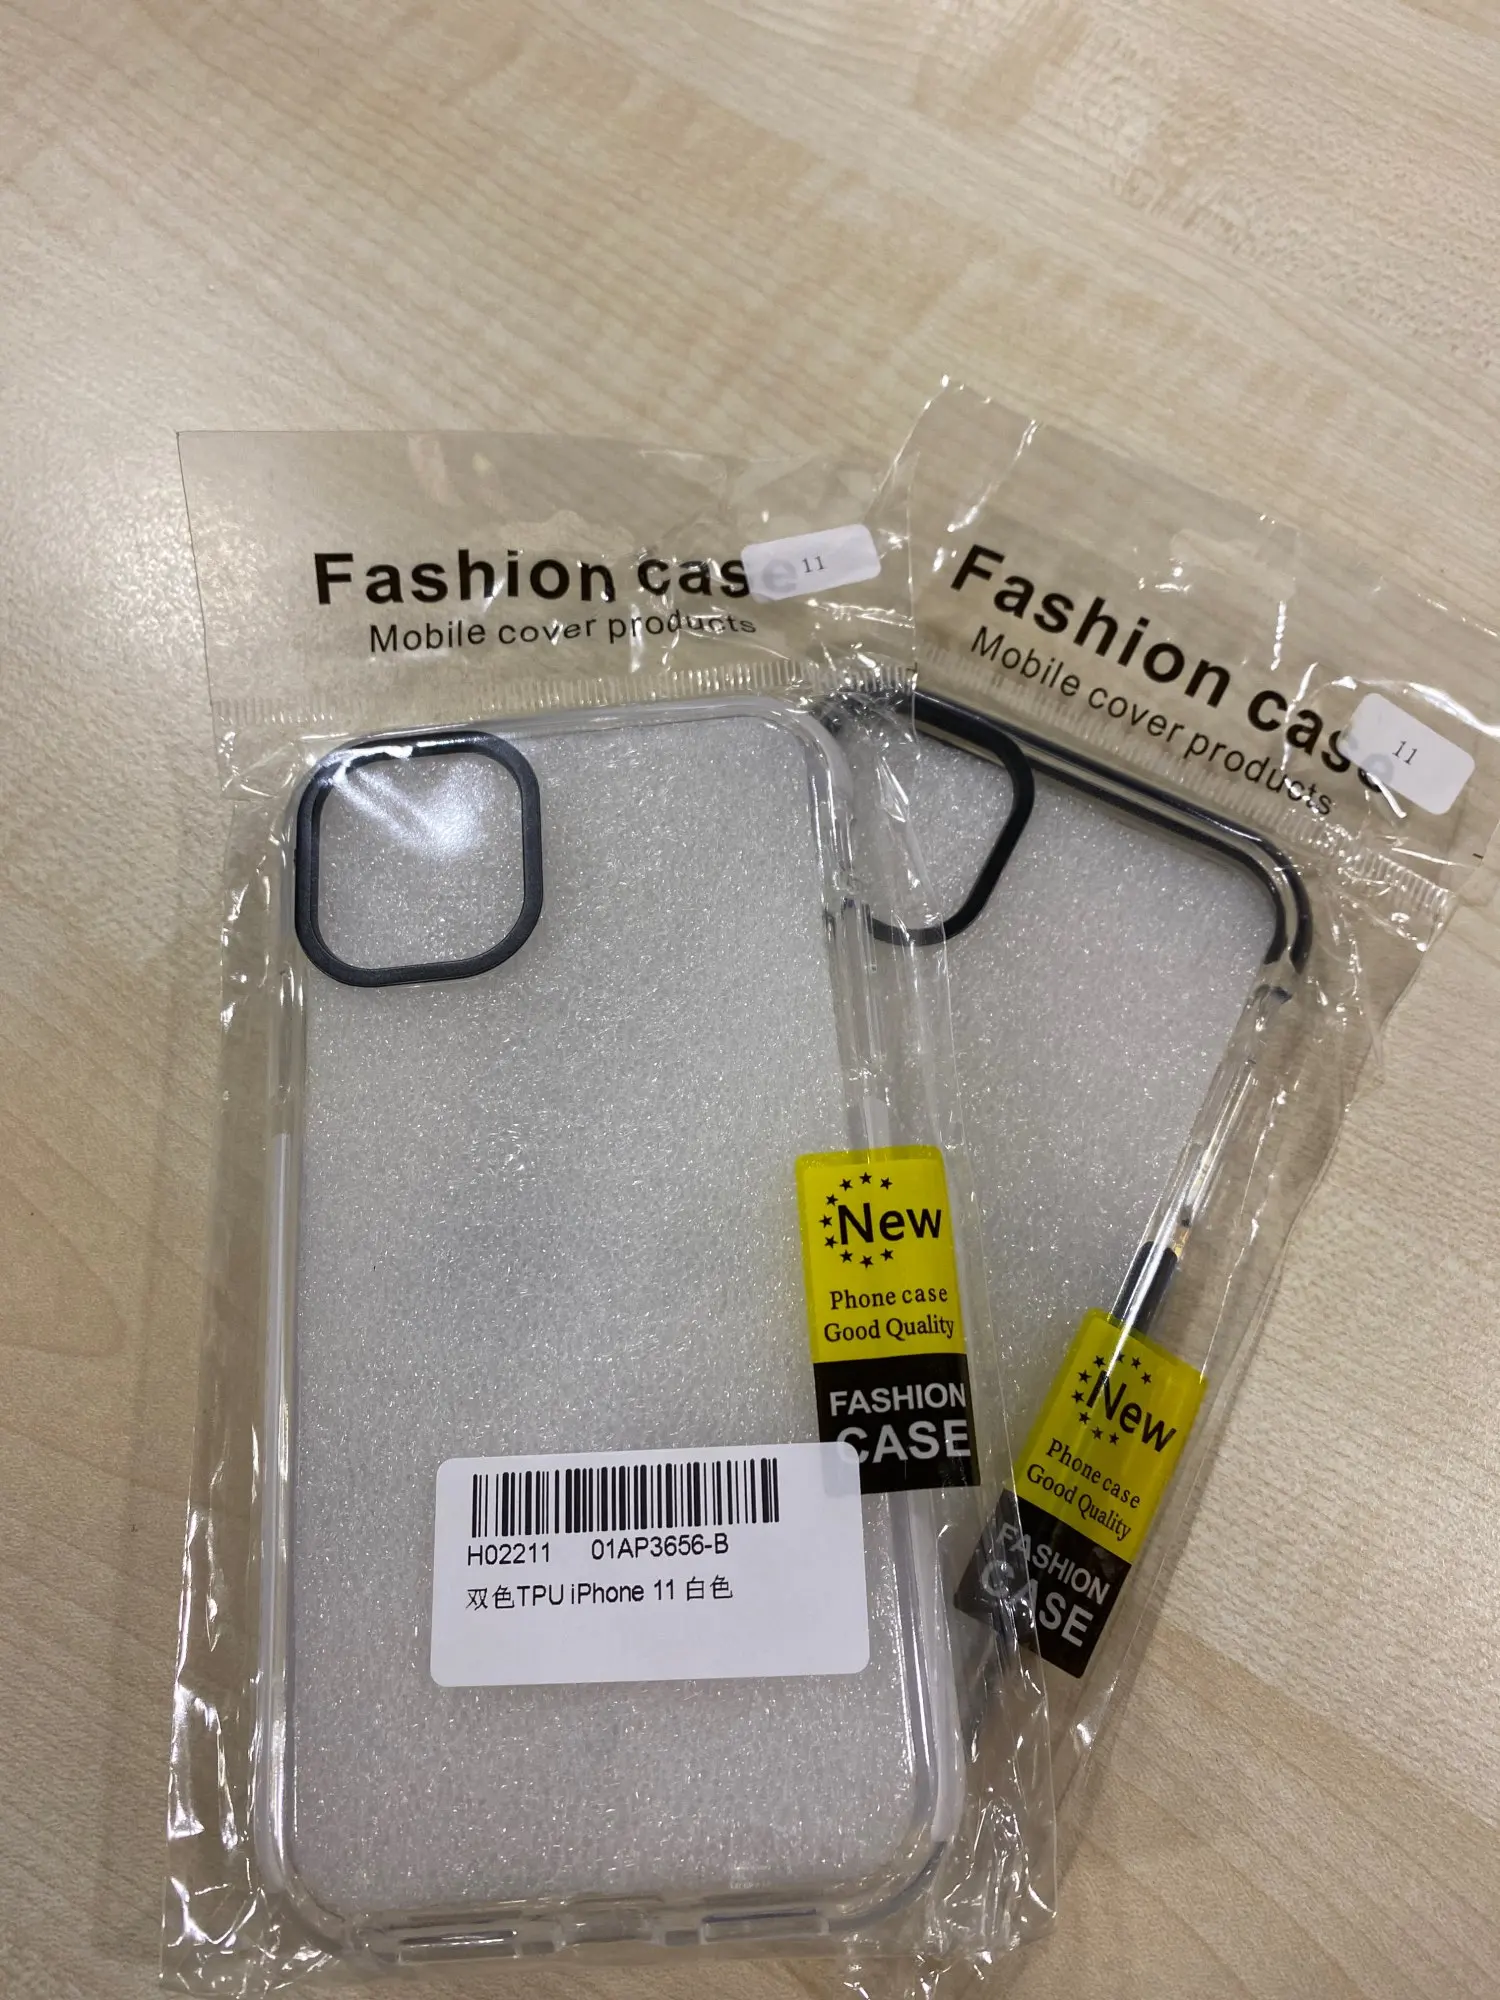 Fashion case
Mobile cover products
11
New
Phone case
Good Quality
FASHION
CASE
H02211 01AP3656-B
双色TPU iPhone 11 白色
Fashion case
Mobile cover products
11
New
Phone case
Good Quality
FASHION
CASE